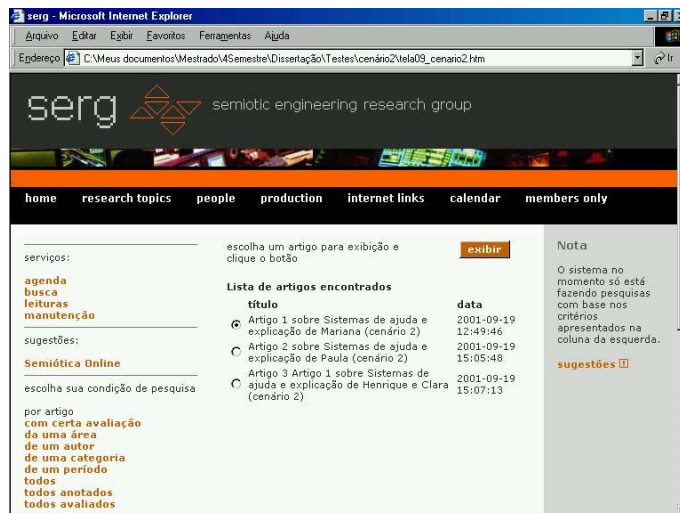 serg - Microsoft Internet Explorer
Arquivo Editar Exibir Favoritos Ferramentas Ajuda
Endereço C:\Meus documentos\Mestrado\4Semestre\Dissertação\Testes\cenário2\tela09_cenario2.htm Ir
serg semiotic engineering research group
home research topics people production internet links calendar members only
serviços:
agenda
busca
leituras
manutenção
sugestões:
Semiótica Online
escolha sua condição de pesquisa
por artigo
com certa avaliação
da uma área
de um autor
de uma categoria
de um período
todos
todos anotados
todos avaliados
escolha um artigo para exibição e
clique o botão
exibir
Lista de artigos encontrados
título data
Artigo 1 sobre Sistemas de ajuda e
explicação de Mariana (cenário 2)
2001-09-19
12:49:46
Artigo 2 sobre Sistemas de ajuda e
explicação de Paula (cenário 2)
2001-09-19
15:05:48
Artigo 3 Artigo 1 sobre Sistemas de
ajuda e explicação de Henrique e Clara
(cenário 2)
2001-09-19
15:07:13
Nota
O sistema no
momento só está
fazendo pesquisas
com base nos
critérios
apresentados na
coluna da esquerda.
sugestões